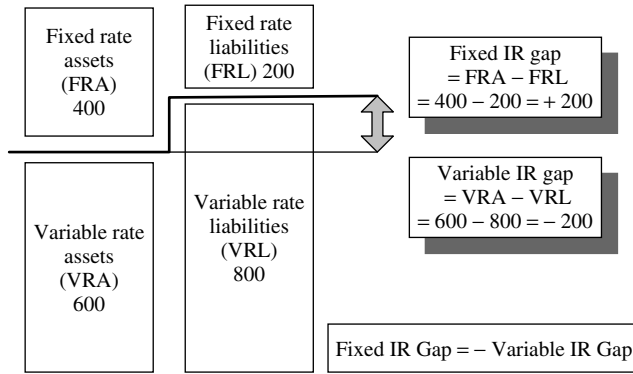 Fixed rate
assets
(FRA)
400
Fixed rate
liabilities
(FRL) 200
Fixed IR gap
= FRA − FRL
= 400 − 200 = + 200
Variable rate
assets
(VRA)
600
Variable rate
liabilities
(VRL)
800
Variable IR gap
= VRA − VRL
= 600 − 800 = − 200
Fixed IR Gap = − Variable IR Gap